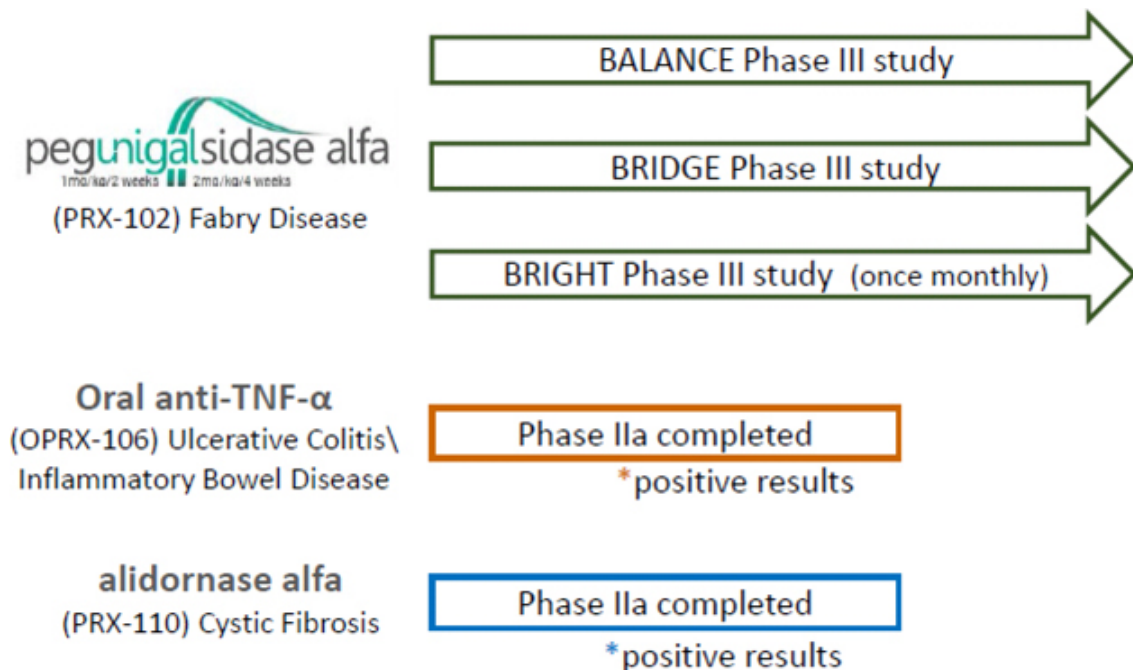 BALANCE Phase III study
pegunigalsidase alfa
1mg/kg/2 weeks 2mg/kg/4 weeks
(PRX-102) Fabry Disease
BRIDGE Phase III study
BRIGHT Phase III study (once monthly)
Oral anti-TNF-α
(OPRX-106) Ulcerative Colitis\
Inflammatory Bowel Disease
Phase IIa completed
*positive results
alidornase alfa
(PRX-110) Cystic Fibrosis
Phase IIa completed
*positive results